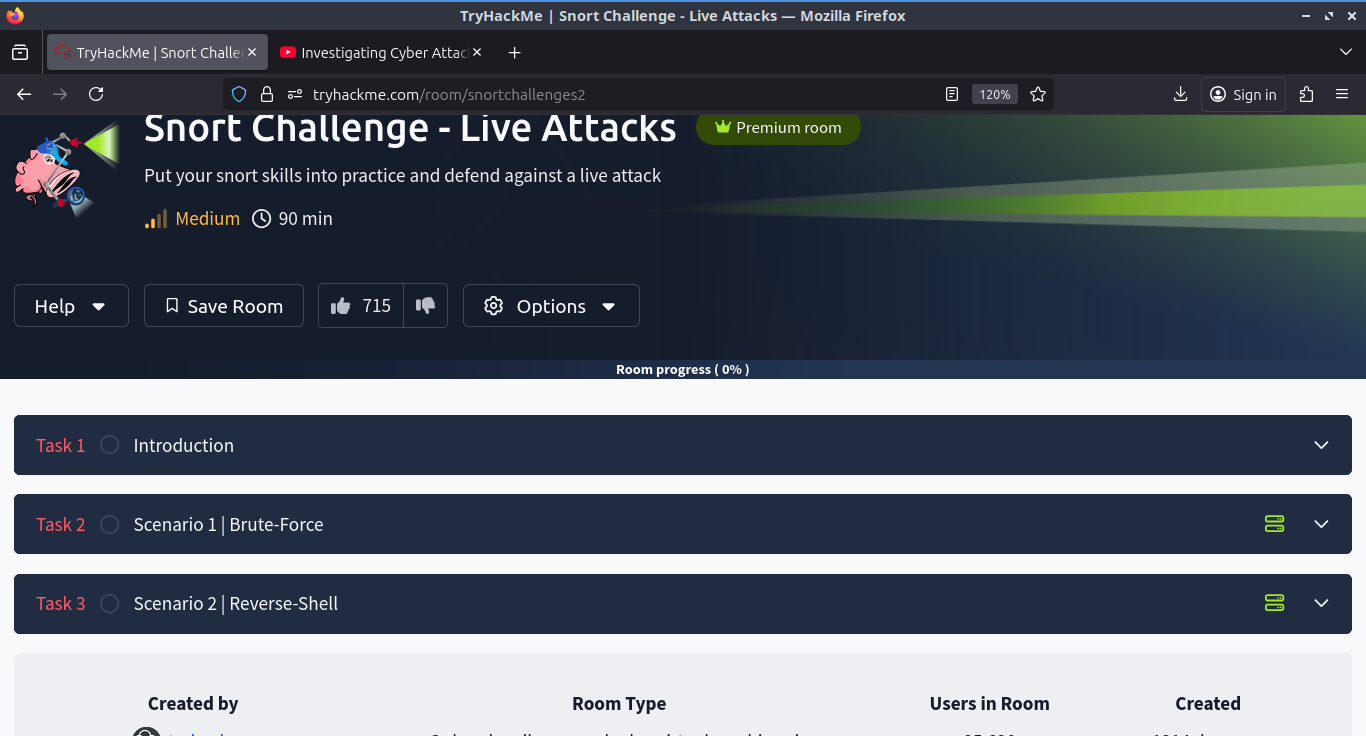 TryHackMe | Snort Challenge - Live Attacks — Mozilla Firefox
TryHackMe | Snort Challe
Investigating Cyber Attac
tryhackme.com/room/snortchallenges2
120%
Sign in
Snort Challenge - Live Attacks
Premium room
Put your snort skills into practice and defend against a live attack
Medium
90 min
Help
Save Room
715
Options
Room progress ( 0% )
Task 1
Introduction
Task 2
Scenario 1 | Brute-Force
Task 3
Scenario 2 | Reverse-Shell
Created by
Room Type
Users in Room
Created